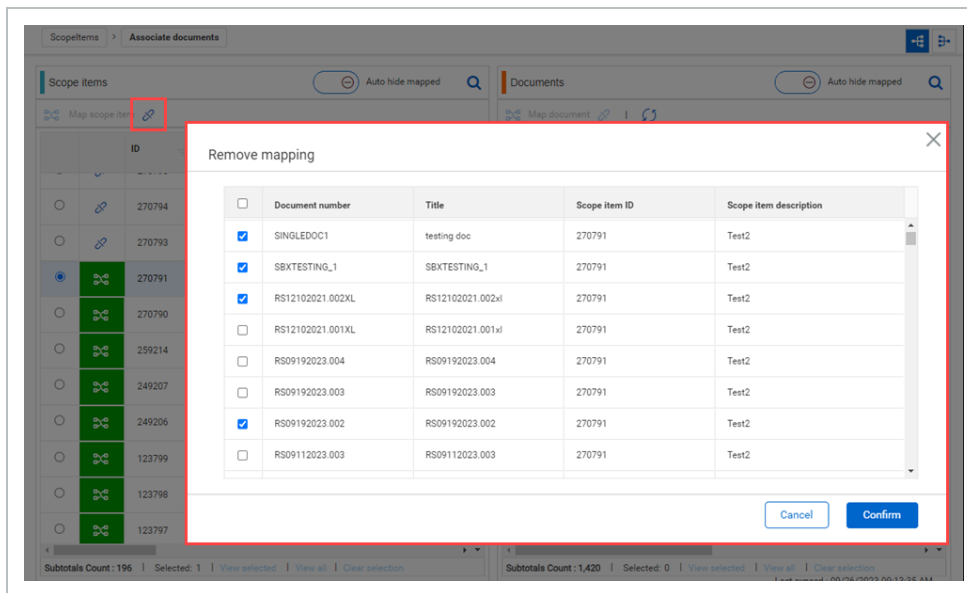 ScopeItems > Associate documents
Scope items Auto hide mapped
Documents Auto hide mapped
Map scope item
Map document
ID
Remove mapping
Document number Title Scope item ID Scope item description
SINGLEDOC1 testing doc 270791 Test2
SBXTESTING_1 SBXTESTING_1 270791 Test2
RS12102021.002XL RS12102021.002xl 270791 Test2
RS12102021.001XL RS12102021.001xl 270791 Test2
RS09192023.004 RS09192023.004 270791 Test2
RS09192023.003 RS09192023.003 270791 Test2
RS09192023.002 RS09192023.002 270791 Test2
RS09112023.003 RS09112023.003 270791 Test2
Cancel Confirm
270794
270793
270791
270790
259214
249207
249206
123799
123798
123797
Subtotals Count : 196 | Selected: 1 | View selected | View all | Clear selection
Subtotals Count : 1,420 | Selected: 0 | View selected | View all | Clear selection